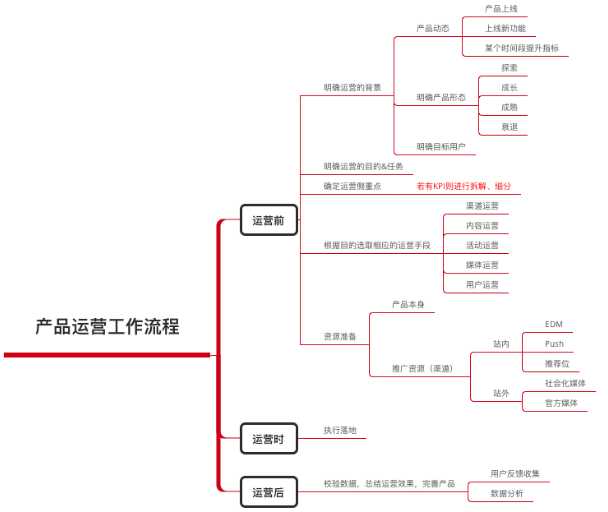 产品运营工作流程
运营前
明确运营的背景
产品动态
产品上线
上线新功能
某个时间段提升指标
明确产品形态
探索
成长
成熟
衰退
明确目标用户
明确运营的目的&任务
确定运营侧重点
若有KPI则进行拆解、细分
根据目的选取相应的运营手段
渠道运营
内容运营
活动运营
媒体运营
用户运营
资源准备
产品本身
推广资源（渠道）
站内
EDM
Push
推荐位
站外
社会化媒体
官方媒体
运营时
执行落地
运营后
校验数据，总结运营效果，完善产品
用户反馈收集
数据分析